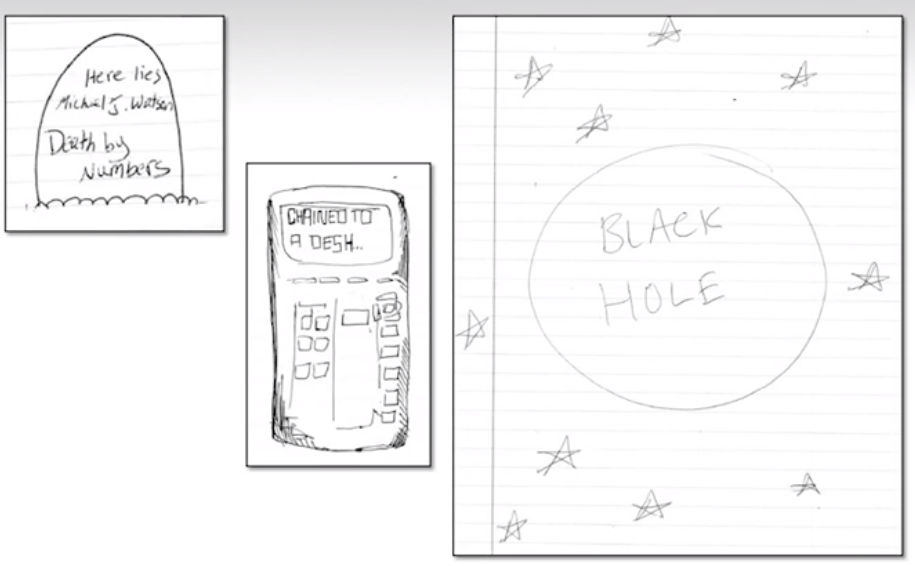 Here lies
Michael J. Watson
Death by
Numbers
CHAINED TO
A DESK...
BLACK
HOLE